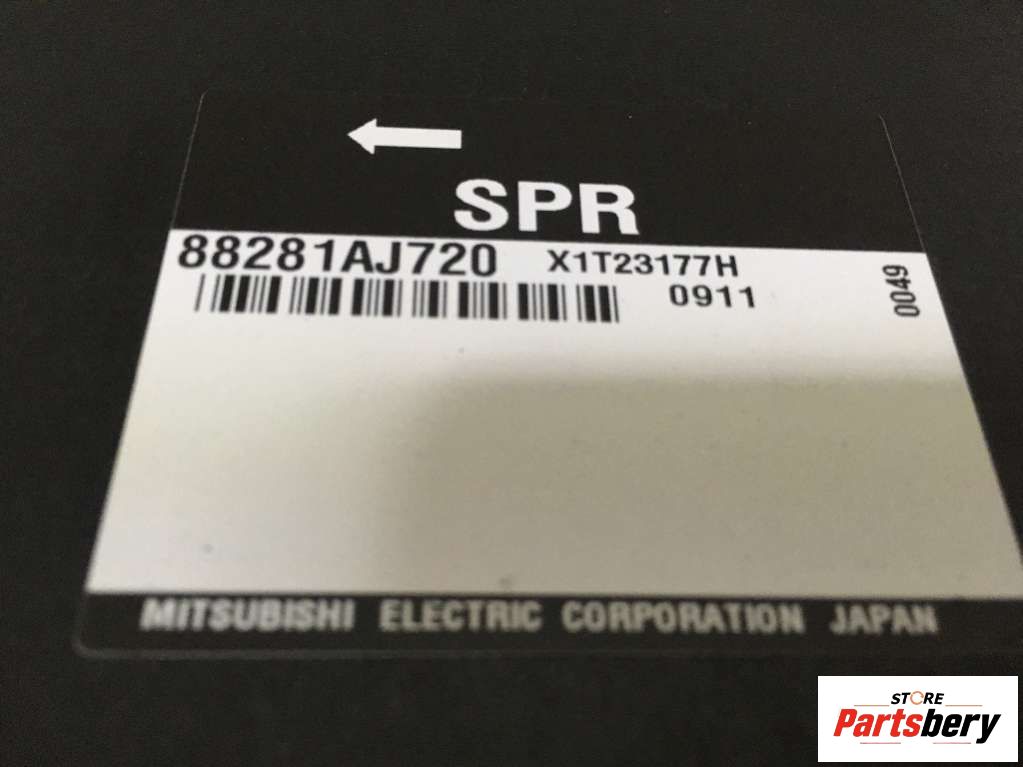 SPR
88281AJ720 X1T23177H
0911
0049
MITSUBISHI ELECTRIC CORPORATION JAPAN
STORE
Partsbery